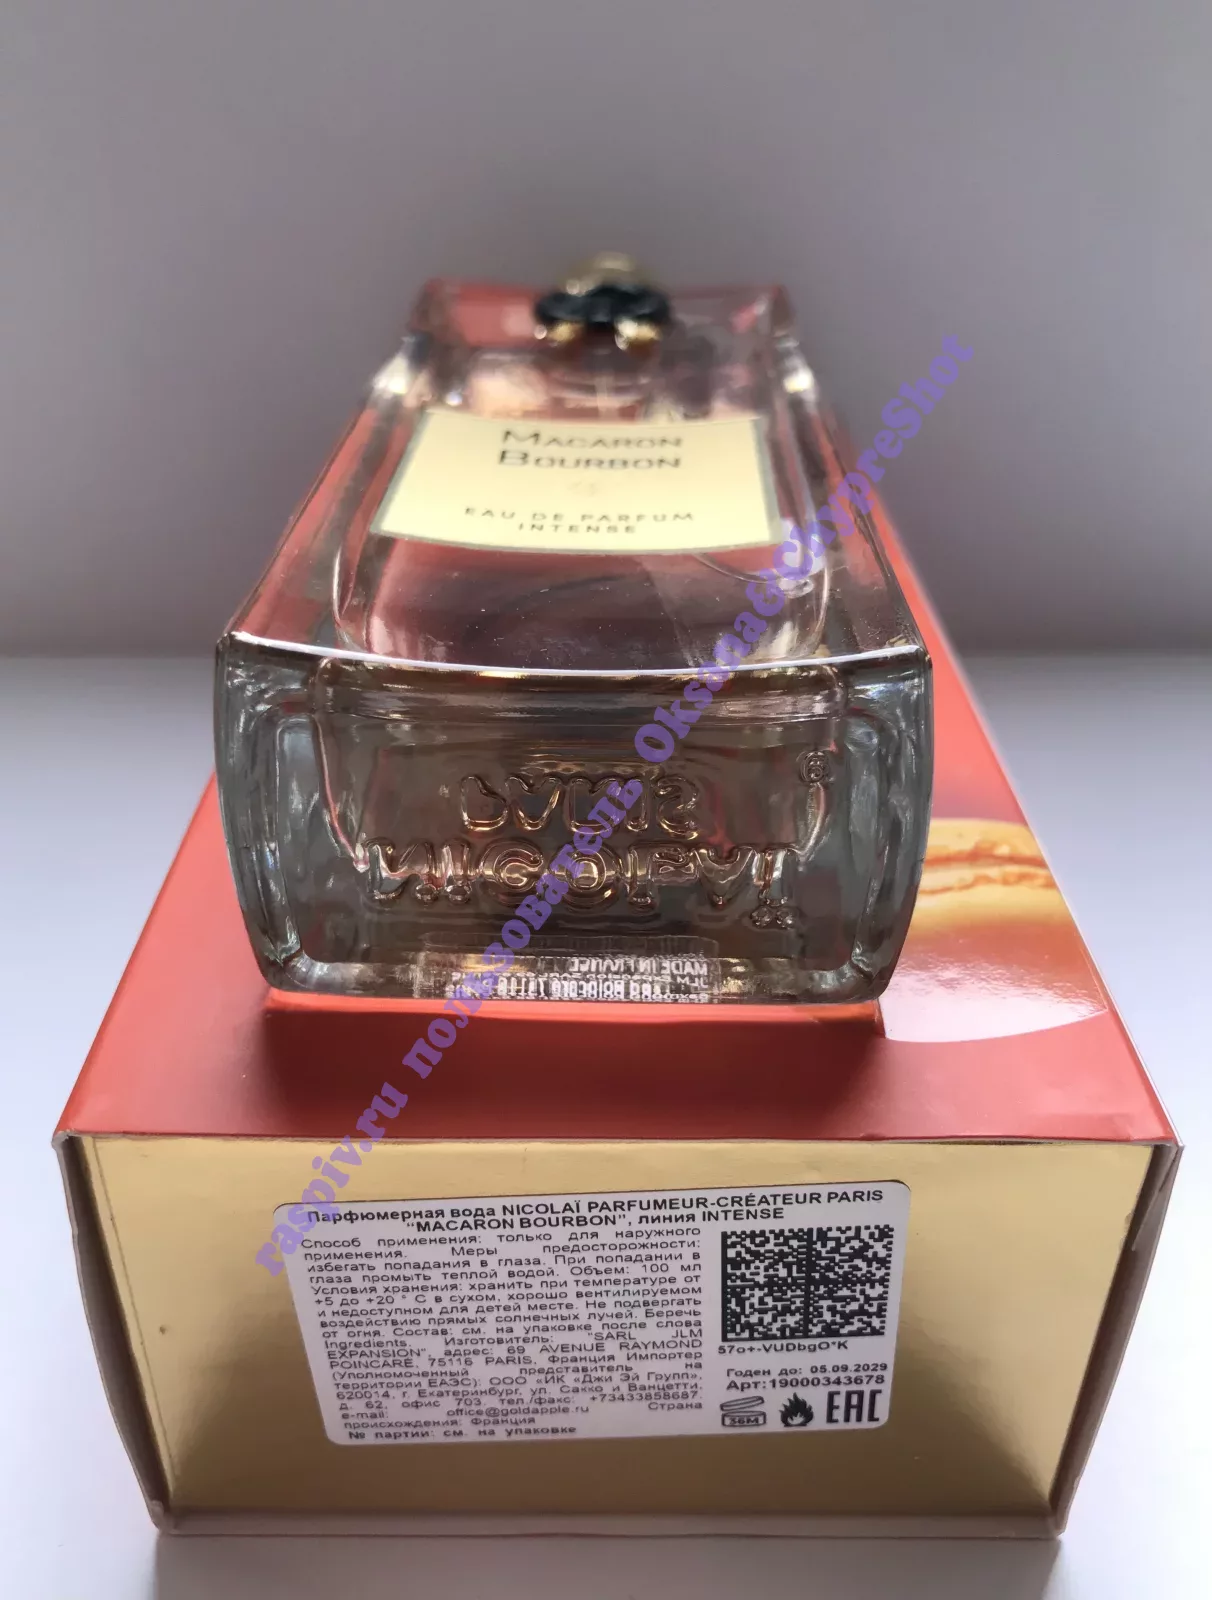 MACARON
BOURBON
EAU DE PARFUM
INTENSE
PARIS
NICOLAÏ
MADE IN FRANCE
raspiv.ru пользователь Oksana&ChypreShot
Парфюмерная вода NICOLAÏ PARFUMEUR-CRÉATEUR PARIS
"MACARON BOURBON", линия INTENSE
Способ применения: только для наружного
применения. Меры предосторожности:
избегать попадания в глаза. При попадании в
глаза промыть теплой водой. Объем: 100 мл
Условия хранения: хранить при температуре от
+5 до +20 ° С в сухом, хорошо вентилируемом
и недоступном для детей месте. Не подвергать
воздействию прямых солнечных лучей. Беречь
от огня. Состав: см. на упаковке после слова
Ingredients. Изготовитель: "SARL JLM
EXPANSION", адрес: 69 AVENUE RAYMOND
POINCARE, 75116 PARIS, Франция Импортер
(Уполномоченный представитель на
территории ЕАЭС): ООО «ИК «Джи Эй Групп»,
620014, г. Екатеринбург, ул. Сакко и Ванцетти,
д. 62, офис 703. тел./факс: +73433858687.
e-mail: office@goldapple.ru Страна
происхождения: Франция
№ партии: см. на упаковке
57o+-VUDbgO*K
Годен до: 05.09.2029
Арт:19000343678
36M
EAC